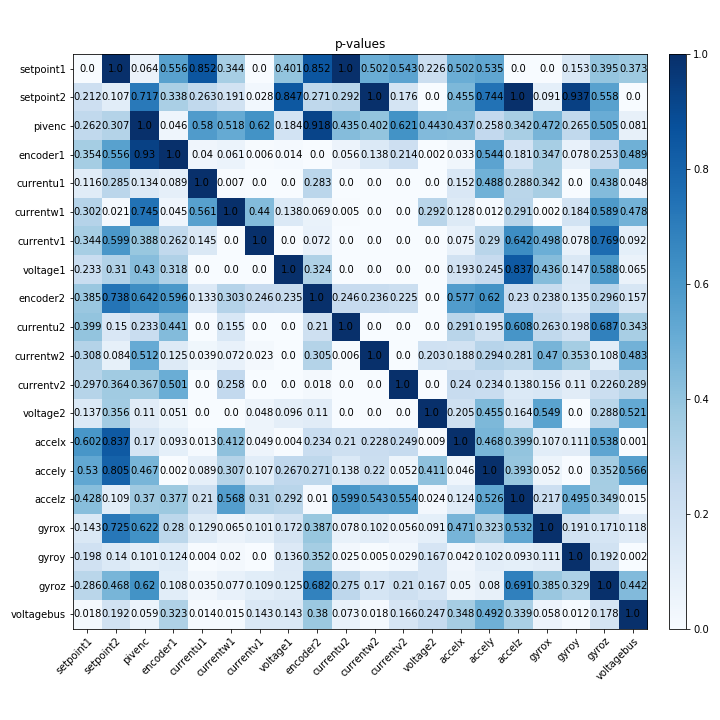 p-values
setpoint1 0.0 1.0 0.064 0.556 0.852 0.344 0.0 0.401 0.852 1.0 0.502 0.543 0.226 0.502 0.535 0.0 0.0 0.153 0.395 0.373
setpoint2 0.212 0.107 0.717 0.338 0.263 0.191 0.028 0.847 0.271 0.292 1.0 0.176 0.0 0.455 0.744 1.0 0.091 0.937 0.558 0.0
pivenc 0.262 0.307 1.0 0.046 0.58 0.518 0.62 0.184 0.918 0.435 0.402 0.621 0.443 0.437 0.258 0.342 0.472 0.265 0.505 0.081
encoder1 0.354 0.556 0.93 1.0 0.04 0.061 0.006 0.014 0.0 0.056 0.138 0.214 0.002 0.033 0.544 0.181 0.347 0.078 0.253 0.489
currentu1 0.116 0.285 0.134 0.089 1.0 0.007 0.0 0.0 0.283 0.0 0.0 0.0 0.0 0.152 0.488 0.288 0.342 0.0 0.438 0.048
currentw1 0.302 0.021 0.745 0.045 0.561 1.0 0.44 0.138 0.069 0.005 0.0 0.0 0.292 0.128 0.012 0.291 0.002 0.184 0.589 0.478
currentv1 0.344 0.599 0.388 0.262 0.145 0.0 1.0 0.0 0.072 0.0 0.0 0.0 0.0 0.075 0.29 0.642 0.498 0.078 0.769 0.092
voltage1 0.233 0.31 0.43 0.318 0.0 0.0 0.0 1.0 0.324 0.0 0.0 0.0 0.0 0.193 0.245 0.837 0.436 0.147 0.588 0.065
encoder2 0.385 0.738 0.642 0.596 0.133 0.303 0.246 0.235 1.0 0.246 0.236 0.225 0.0 0.577 0.62 0.23 0.238 0.135 0.296 0.157
currentu2 0.399 0.15 0.233 0.441 0.0 0.155 0.0 0.0 0.21 1.0 0.0 0.0 0.0 0.291 0.195 0.608 0.263 0.198 0.687 0.343
currentw2 0.308 0.084 0.512 0.125 0.039 0.072 0.023 0.0 0.305 0.006 1.0 0.0 0.203 0.188 0.294 0.281 0.47 0.353 0.108 0.483
currentv2 0.297 0.364 0.367 0.501 0.0 0.258 0.0 0.0 0.018 0.0 0.0 1.0 0.0 0.24 0.234 0.138 0.156 0.11 0.226 0.289
voltage2 0.137 0.356 0.11 0.051 0.0 0.0 0.048 0.096 0.11 0.0 0.0 0.0 1.0 0.205 0.455 0.164 0.549 0.0 0.288 0.521
accelx 0.602 0.837 0.17 0.093 0.013 0.412 0.049 0.004 0.234 0.21 0.228 0.249 0.009 1.0 0.468 0.399 0.107 0.111 0.538 0.001
accely 0.53 0.805 0.467 0.002 0.089 0.307 0.107 0.267 0.271 0.138 0.22 0.052 0.411 0.046 1.0 0.393 0.052 0.0 0.352 0.566
accelz 0.428 0.109 0.37 0.377 0.21 0.568 0.31 0.292 0.01 0.599 0.543 0.554 0.024 0.124 0.526 1.0 0.217 0.495 0.349 0.015
gyrox 0.143 0.725 0.622 0.28 0.129 0.065 0.101 0.172 0.387 0.078 0.102 0.056 0.091 0.471 0.323 0.532 1.0 0.191 0.171 0.118
gyroy 0.198 0.14 0.101 0.124 0.004 0.02 0.0 0.136 0.352 0.025 0.005 0.029 0.167 0.042 0.102 0.093 0.111 1.0 0.192 0.002
gyroz 0.286 0.468 0.62 0.108 0.035 0.077 0.109 0.125 0.682 0.275 0.17 0.21 0.167 0.05 0.08 0.691 0.385 0.329 1.0 0.442
voltagebus 0.018 0.192 0.059 0.323 0.014 0.015 0.143 0.143 0.38 0.073 0.018 0.166 0.247 0.348 0.492 0.339 0.058 0.012 0.178 1.0
setpoint1 setpoint2 pivenc encoder1 currentu1 currentw1 currentv1 voltage1 encoder2 currentu2 currentw2 currentv2 voltage2 accelx accely accelz gyrox gyroy gyroz voltagebus
1.0
0.8
0.6
0.4
0.2
0.0